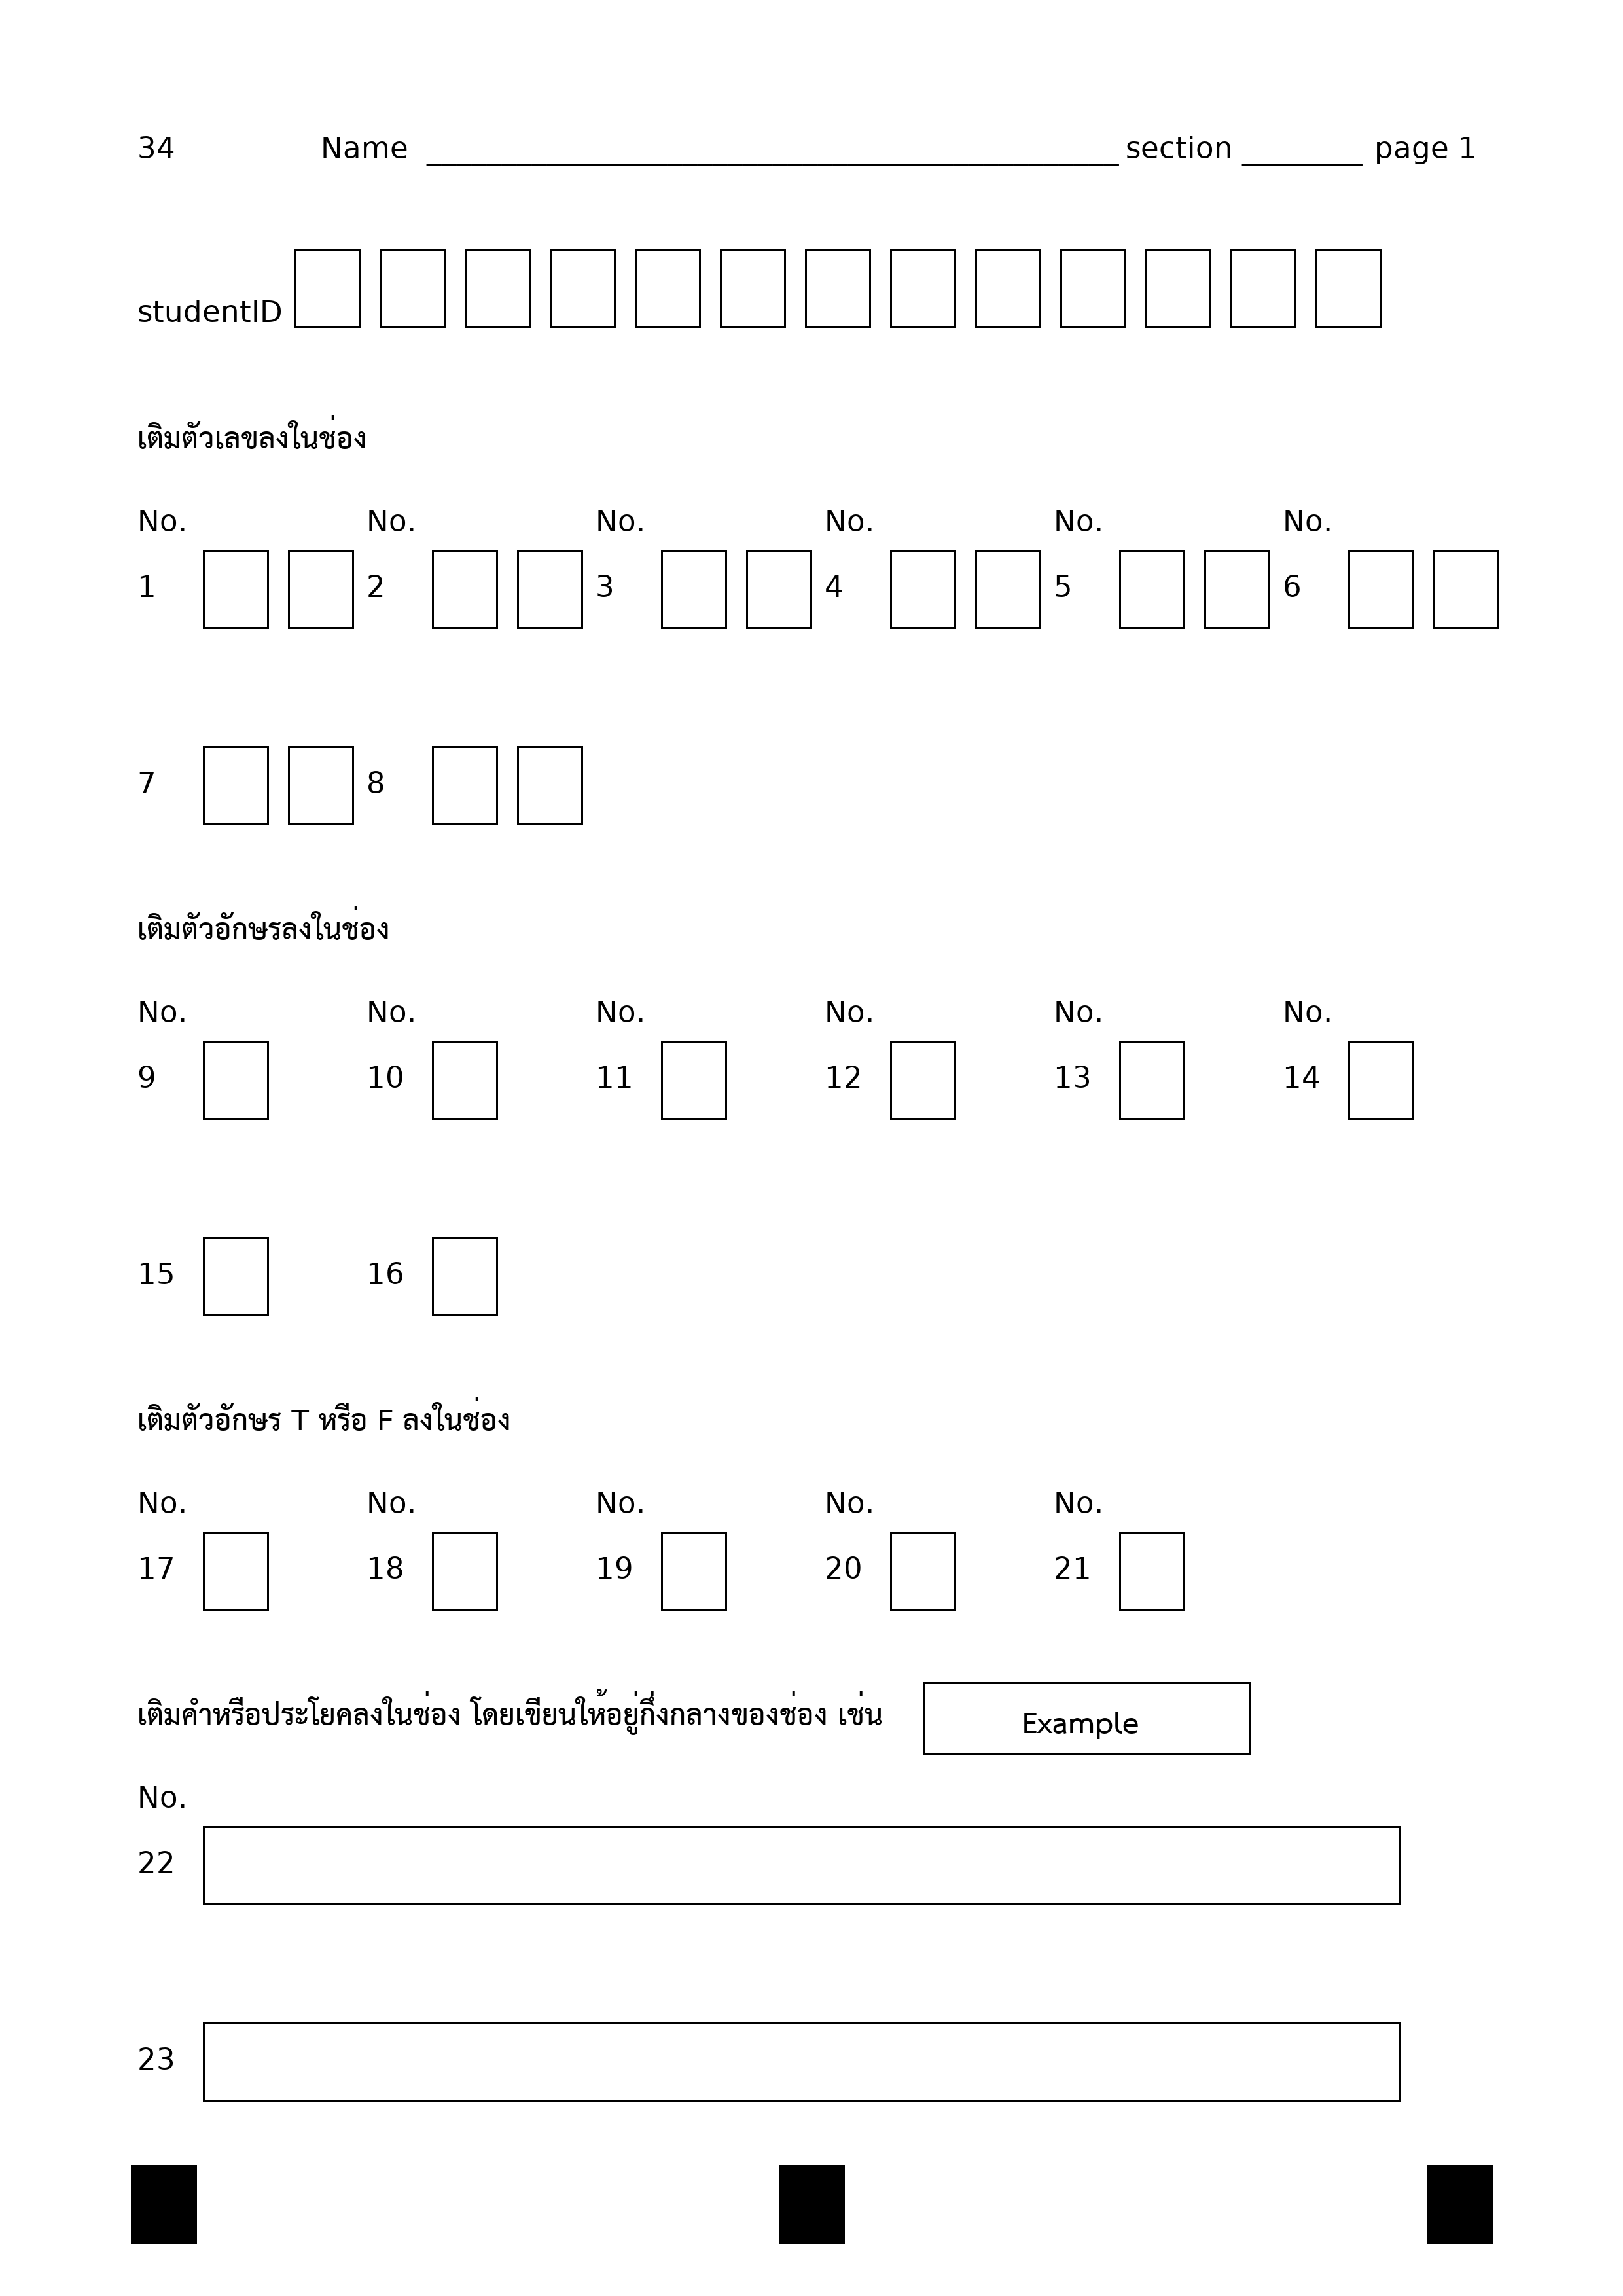 34 Name section page 1
studentID
เติมตัวเลขลงในช่อง
No. No. No. No. No. No.
1 2 3 4 5 6
7 8
เติมตัวอักษรลงในช่อง
No. No. No. No. No. No.
9 10 11 12 13 14
15 16
เติมตัวอักษร T หรือ F ลงในช่อง
No. No. No. No. No.
17 18 19 20 21
เติมคำหรือประโยคลงในช่อง โดยเขียนให้อยู่กึ่งกลางของช่อง เช่น Example
No.
22
23